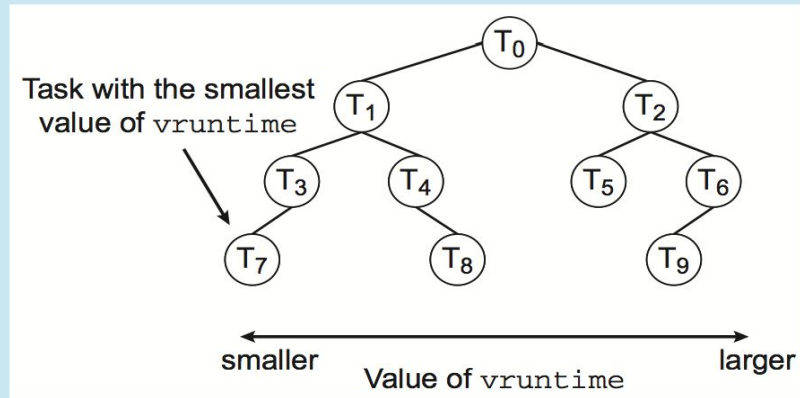 T0
Task with the smallest
value of vruntime
T1
T2
T3
T4
T5
T6
T7
T8
T9
smaller
larger
Value of vruntime